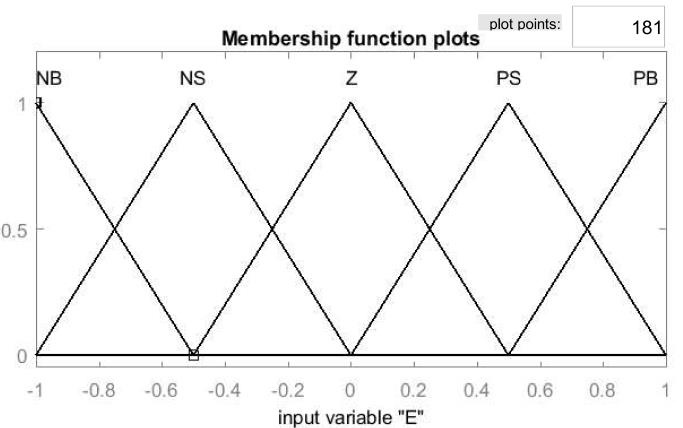 plot points: 181
Membership function plots
NB NS Z PS PB
1
0.5
0
-1 -0.8 -0.6 -0.4 -0.2 0 0.2 0.4 0.6 0.8 1
input variable "E"